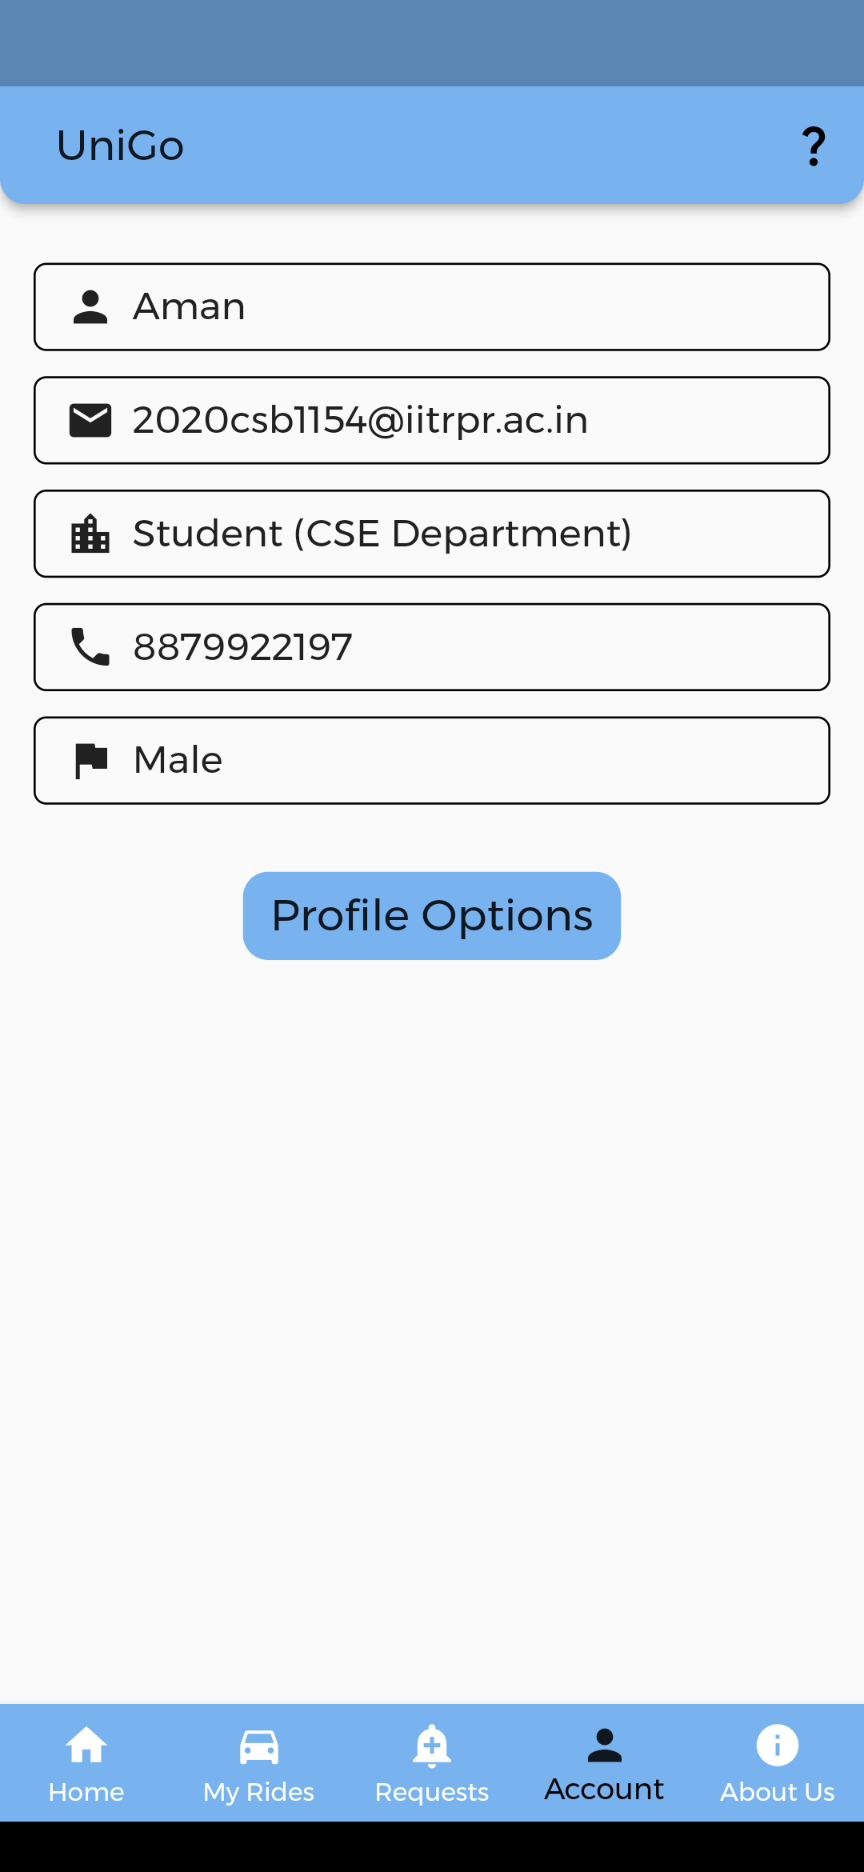 UniGo ?
Aman
2020csb1154@iitrpr.ac.in
Student (CSE Department)
8879922197
Male
Profile Options
Home My Rides Requests Account About Us